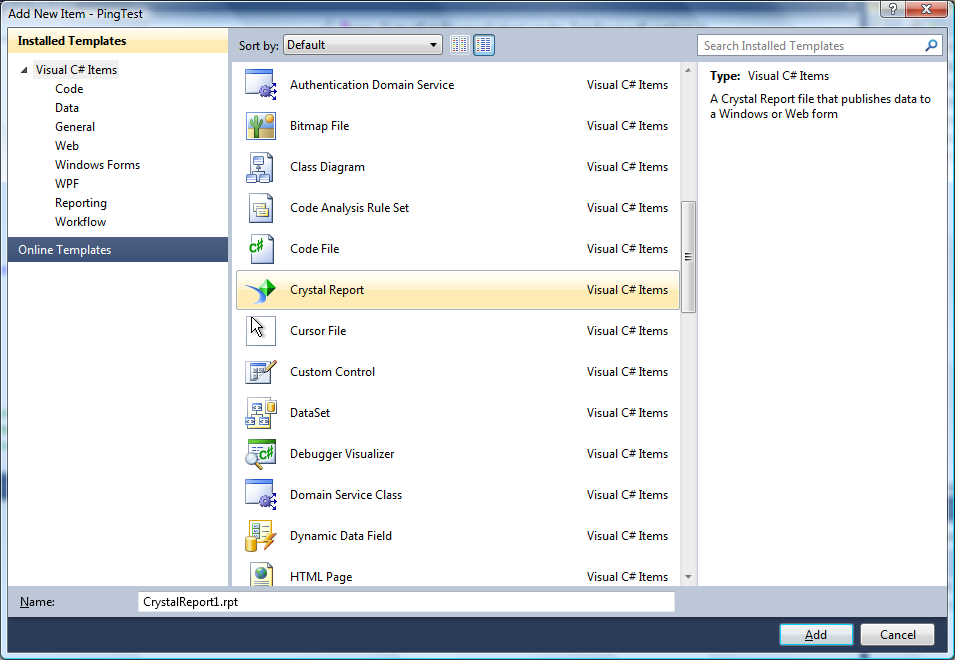 Add New Item - PingTest
Installed Templates
Visual C# Items
Code
Data
General
Web
Windows Forms
WPF
Reporting
Workflow
Online Templates
Sort by: Default
Authentication Domain Service Visual C# Items
Bitmap File Visual C# Items
Class Diagram Visual C# Items
Code Analysis Rule Set Visual C# Items
Code File Visual C# Items
Crystal Report Visual C# Items
Cursor File Visual C# Items
Custom Control Visual C# Items
DataSet Visual C# Items
Debugger Visualizer Visual C# Items
Domain Service Class Visual C# Items
Dynamic Data Field Visual C# Items
HTML Page Visual C# Items
Search Installed Templates
Type: Visual C# Items
A Crystal Report file that publishes data to
a Windows or Web form
Name: CrystalReport1.rpt
Add Cancel